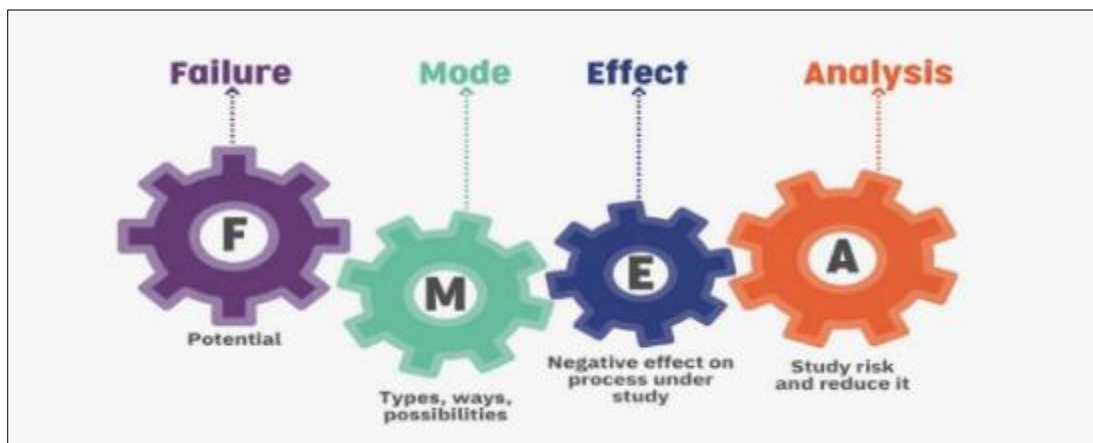 Failure
Mode
Effect
Analysis
F
M
E
A
Potential
Types, ways,
possibilities
Negative effect on
process under
study
Study risk
and reduce it